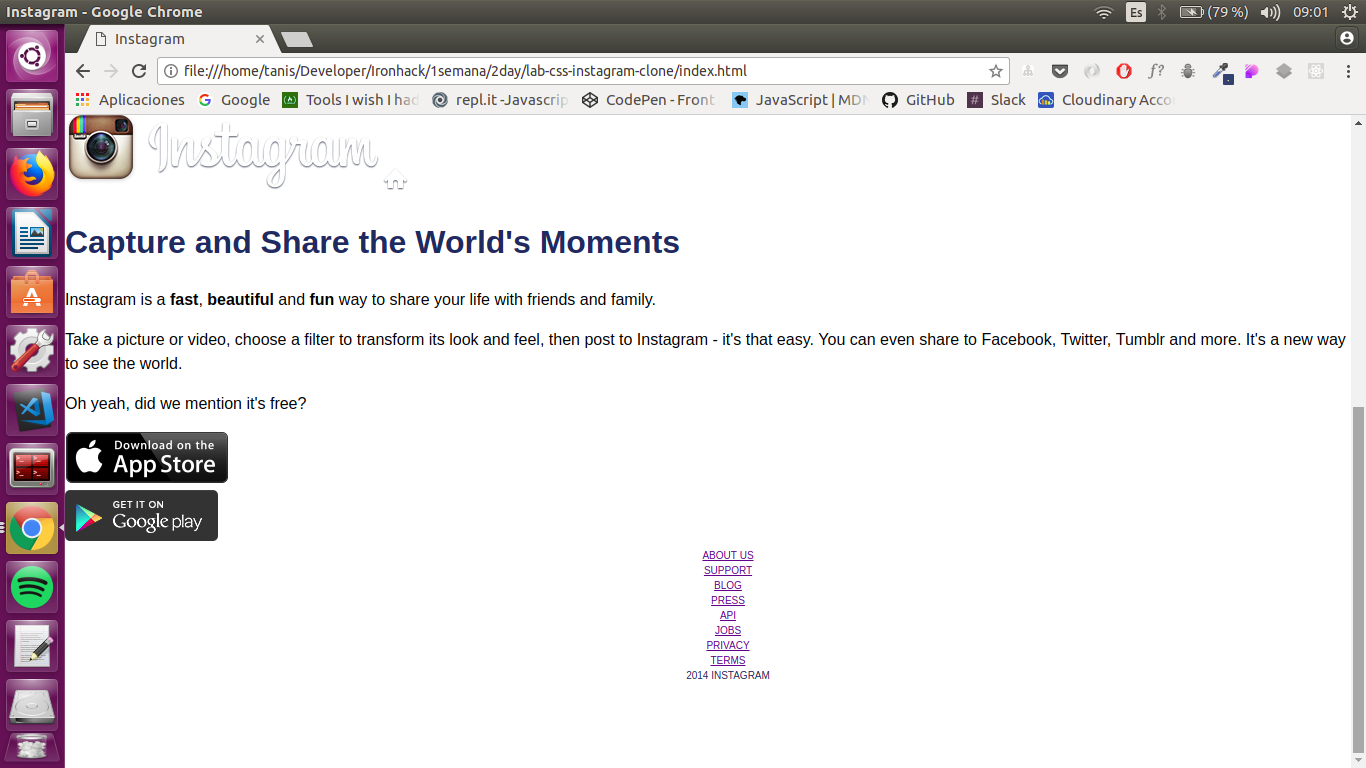 Instagram - Google Chrome
Es
(79 %)
09:01
Instagram
file:///home/tanis/Developer/Ironhack/1semana/2day/lab-css-instagram-clone/index.html
f?
Aplicaciones
Google
Tools I wish I had
repl.it -Javascrip
CodePen - Front
JavaScript | MDN
GitHub
Slack
Cloudinary Acco
Instagram
Capture and Share the World's Moments
Instagram is a fast, beautiful and fun way to share your life with friends and family.
Take a picture or video, choose a filter to transform its look and feel, then post to Instagram - it's that easy. You can even share to Facebook, Twitter, Tumblr and more. It's a new way
to see the world.
Oh yeah, did we mention it's free?
Download on the
App Store
GET IT ON
Google play
ABOUT US
SUPPORT
BLOG
PRESS
API
JOBS
PRIVACY
TERMS
2014 INSTAGRAM